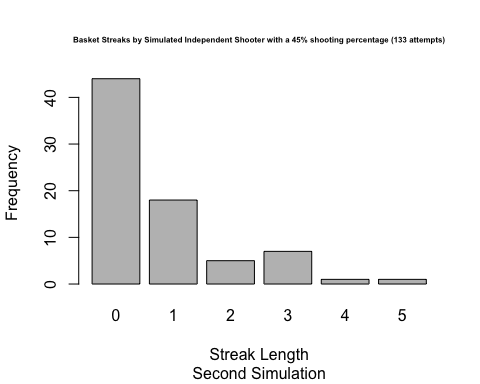 Basket Streaks by Simulated Independent Shooter with a 45% shooting percentage (133 attempts)
Frequency
40
30
20
10
0
0 1 2 3 4 5
Streak Length
Second Simulation